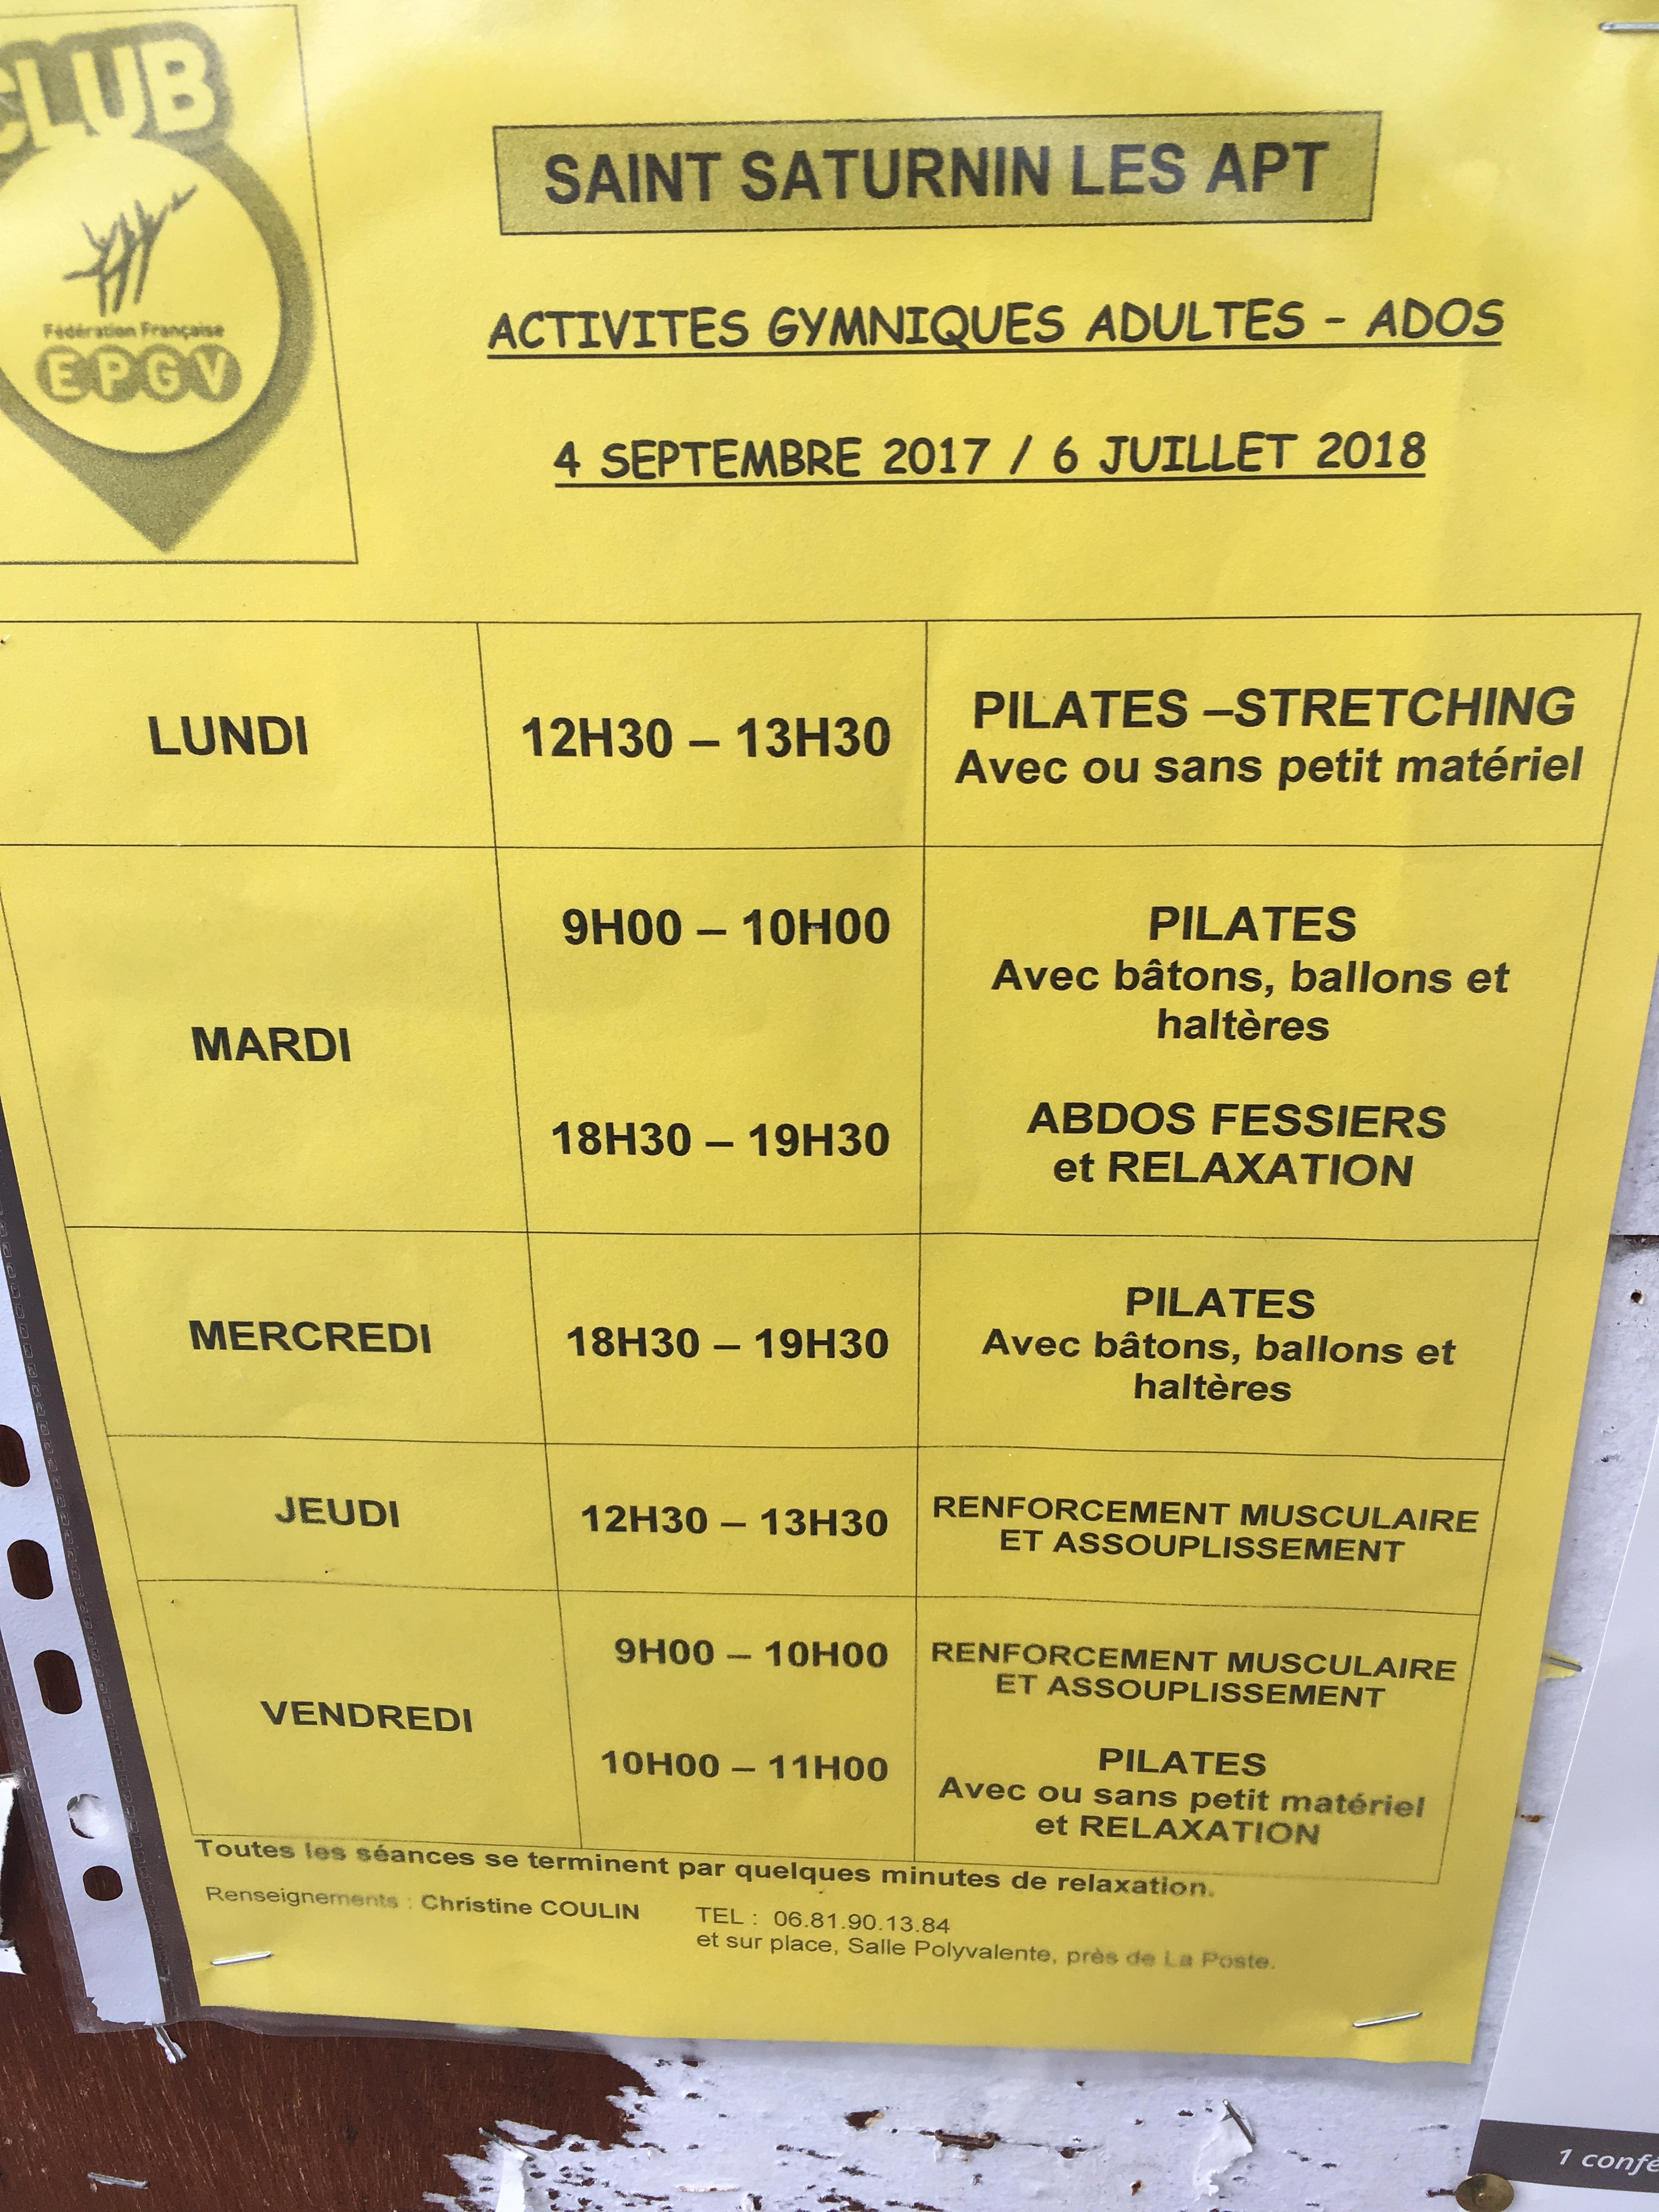 CLUB
Fédération Française
EPGV
SAINT SATURNIN LES APT
ACTIVITES GYMNIQUES ADULTES - ADOS
4 SEPTEMBRE 2017 / 6 JUILLET 2018
LUNDI
12H30 – 13H30
PILATES –STRETCHING
Avec ou sans petit matériel
MARDI
9H00 – 10H00
PILATES
Avec bâtons, ballons et
haltères
18H30 – 19H30
ABDOS FESSIERS
et RELAXATION
MERCREDI
18H30 – 19H30
PILATES
Avec bâtons, ballons et
haltères
JEUDI
12H30 – 13H30
RENFORCEMENT MUSCULAIRE
ET ASSOUPLISSEMENT
VENDREDI
9H00 – 10H00
RENFORCEMENT MUSCULAIRE
ET ASSOUPLISSEMENT
10H00 – 11H00
PILATES
Avec ou sans petit matériel
et RELAXATION
Toutes les séances se terminent par quelques minutes de relaxation.
Renseignements : Christine COULIN TEL : 06.81.90.13.84
et sur place, Salle Polyvalente, près de La Poste.
1 confé